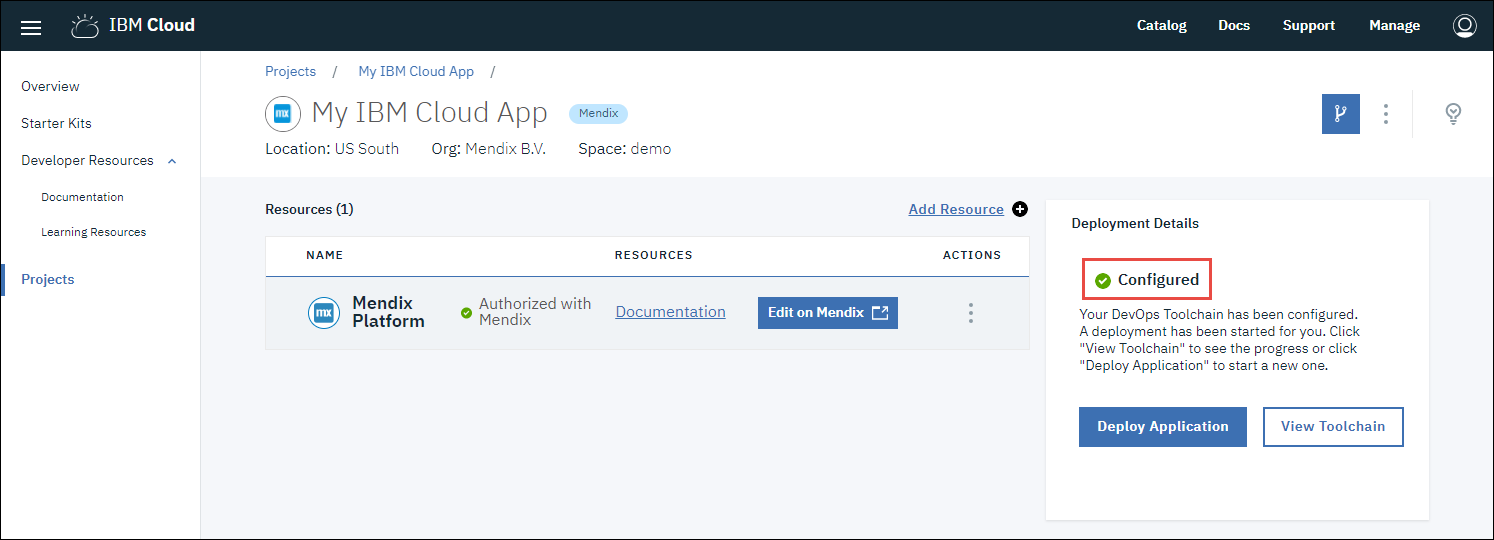 IBM Cloud
Catalog Docs Support Manage
Overview
Starter Kits
Developer Resources
Documentation
Learning Resources
Projects
Projects / My IBM Cloud App /
mx My IBM Cloud App Mendix
Location: US South Org: Mendix B.V. Space: demo
Resources (1) Add Resource
NAME RESOURCES ACTIONS
mx Mendix
Platform
Authorized with
Mendix
Documentation
Edit on Mendix
Deployment Details
Configured
Your DevOps Toolchain has been configured.
A deployment has been started for you. Click
"View Toolchain" to see the progress or click
"Deploy Application" to start a new one.
Deploy Application View Toolchain